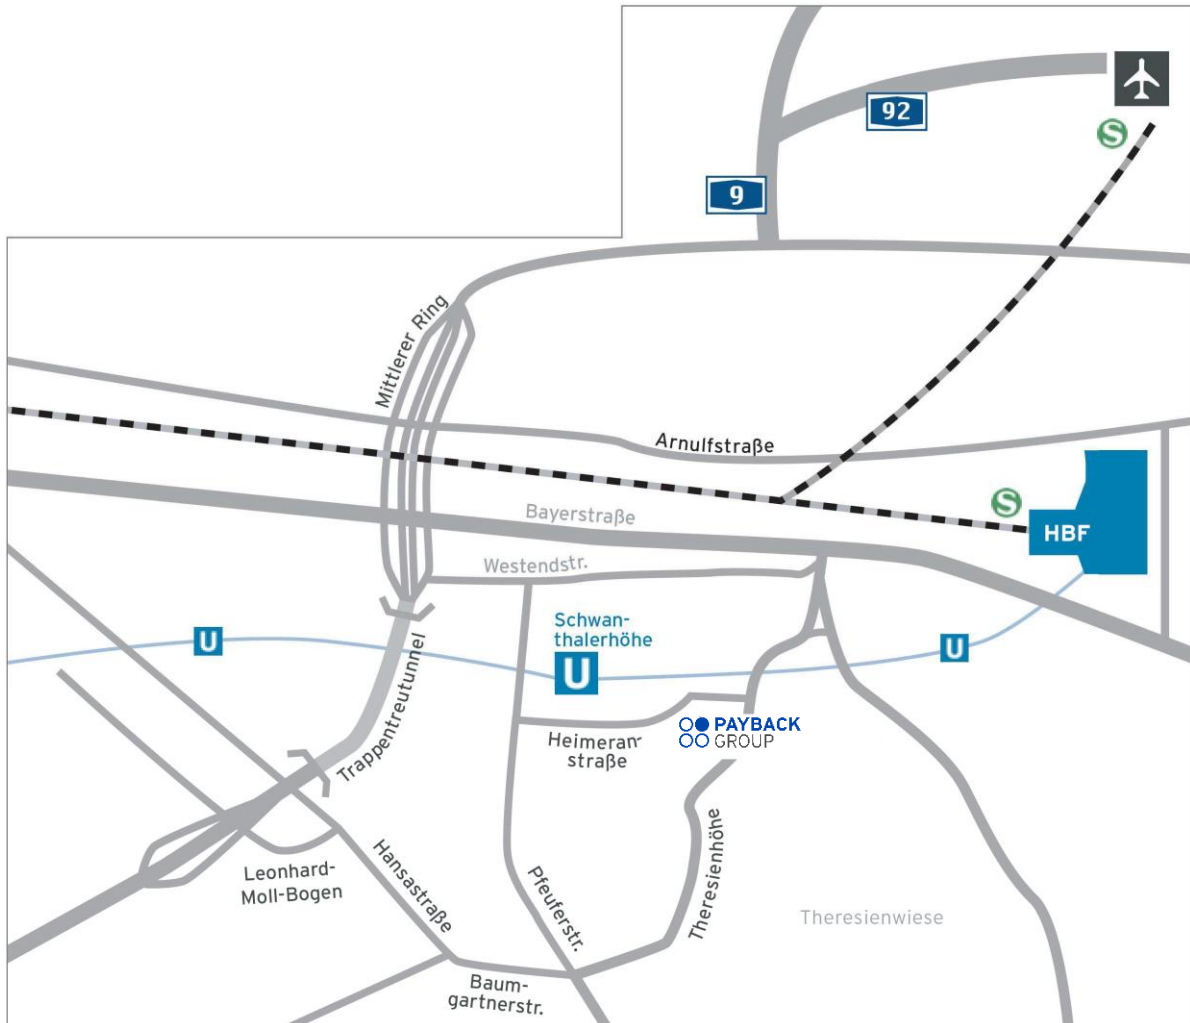 92
S
9
Mittlerer Ring
Arnulfstraße
S
Bayerstraße
HBF
Westendstr.
Schwan-
thalerhöhe
U
U
U
Trappentreutunnel
PAYBACK
GROUP
Heimeran-
straße
Leonhard-
Moll-Bogen
Hansastraße
Pfeuferstr.
Theresienhöhe
Theresienwiese
Baum-
gartnerstr.